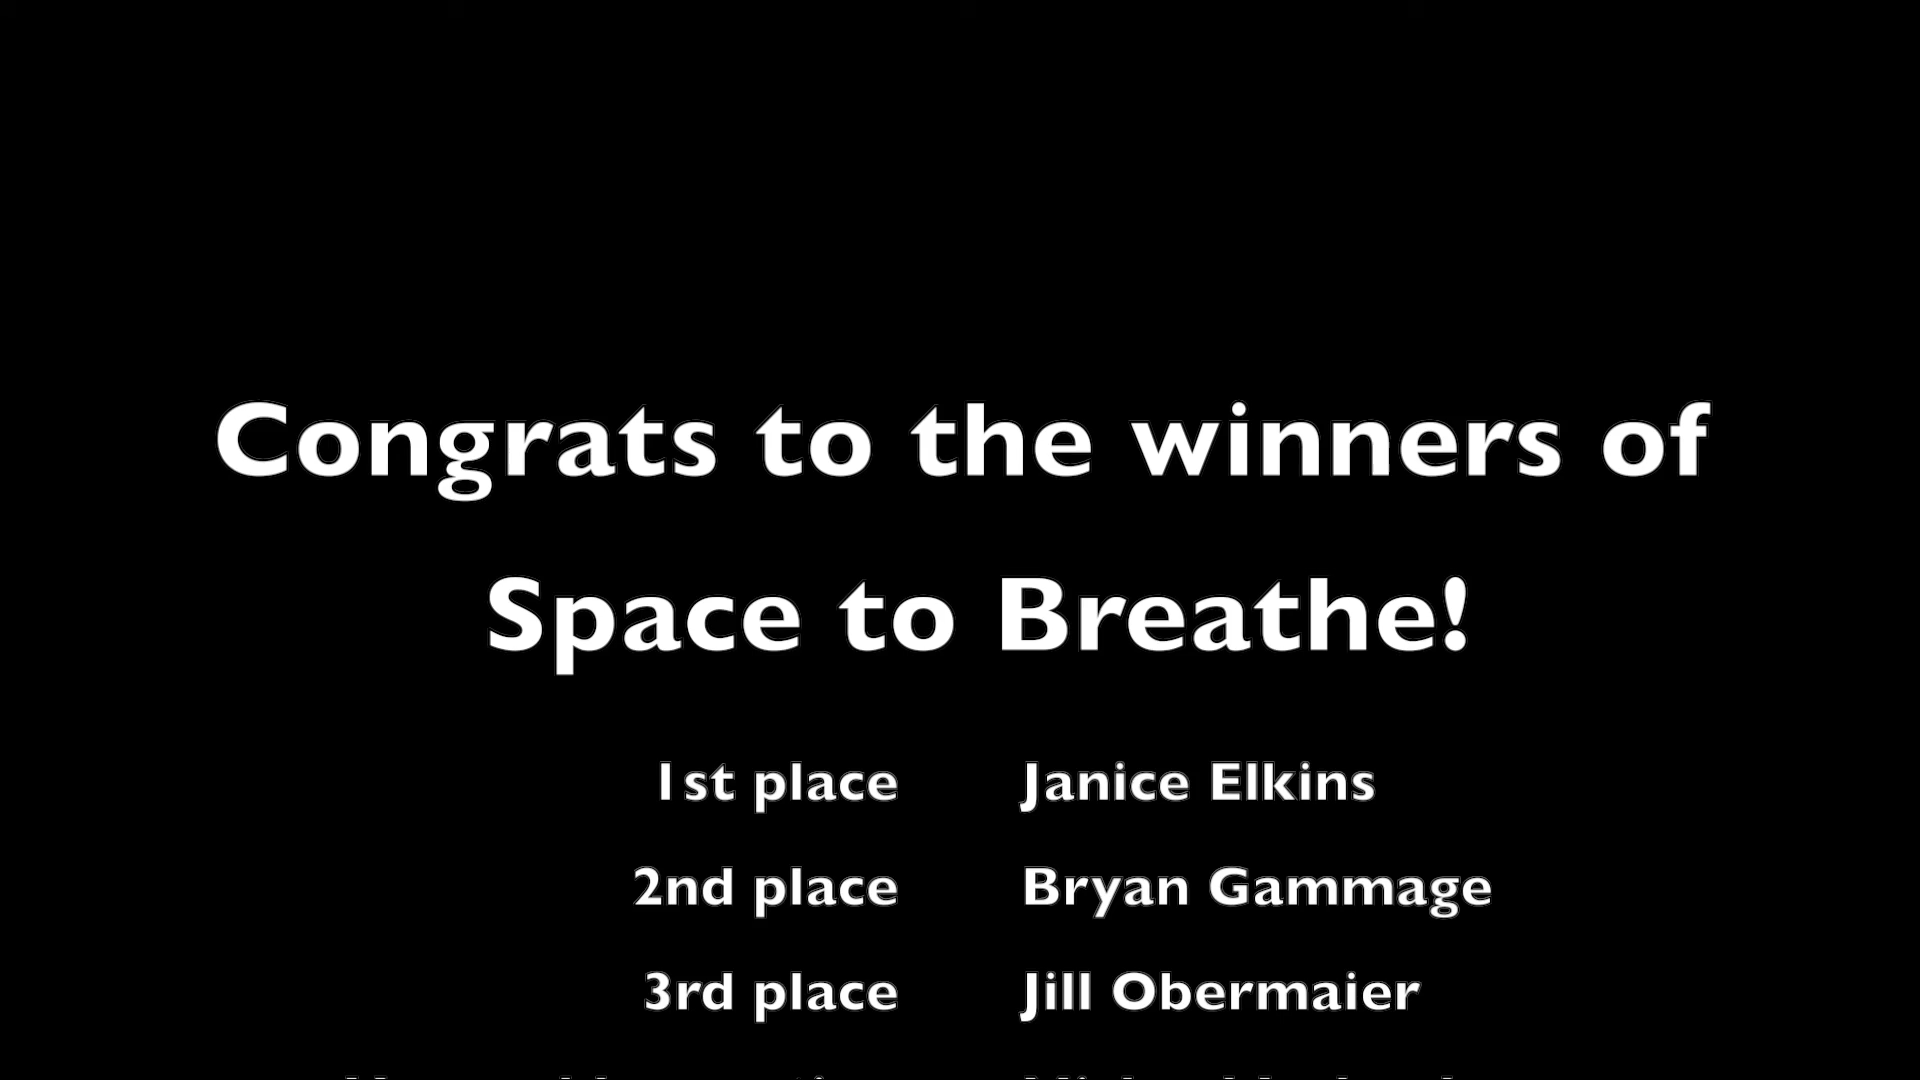 Congrats to the winners of
Space to Breathe!
1st place Janice Elkins
2nd place Bryan Gammage
3rd place Jill Obermaier